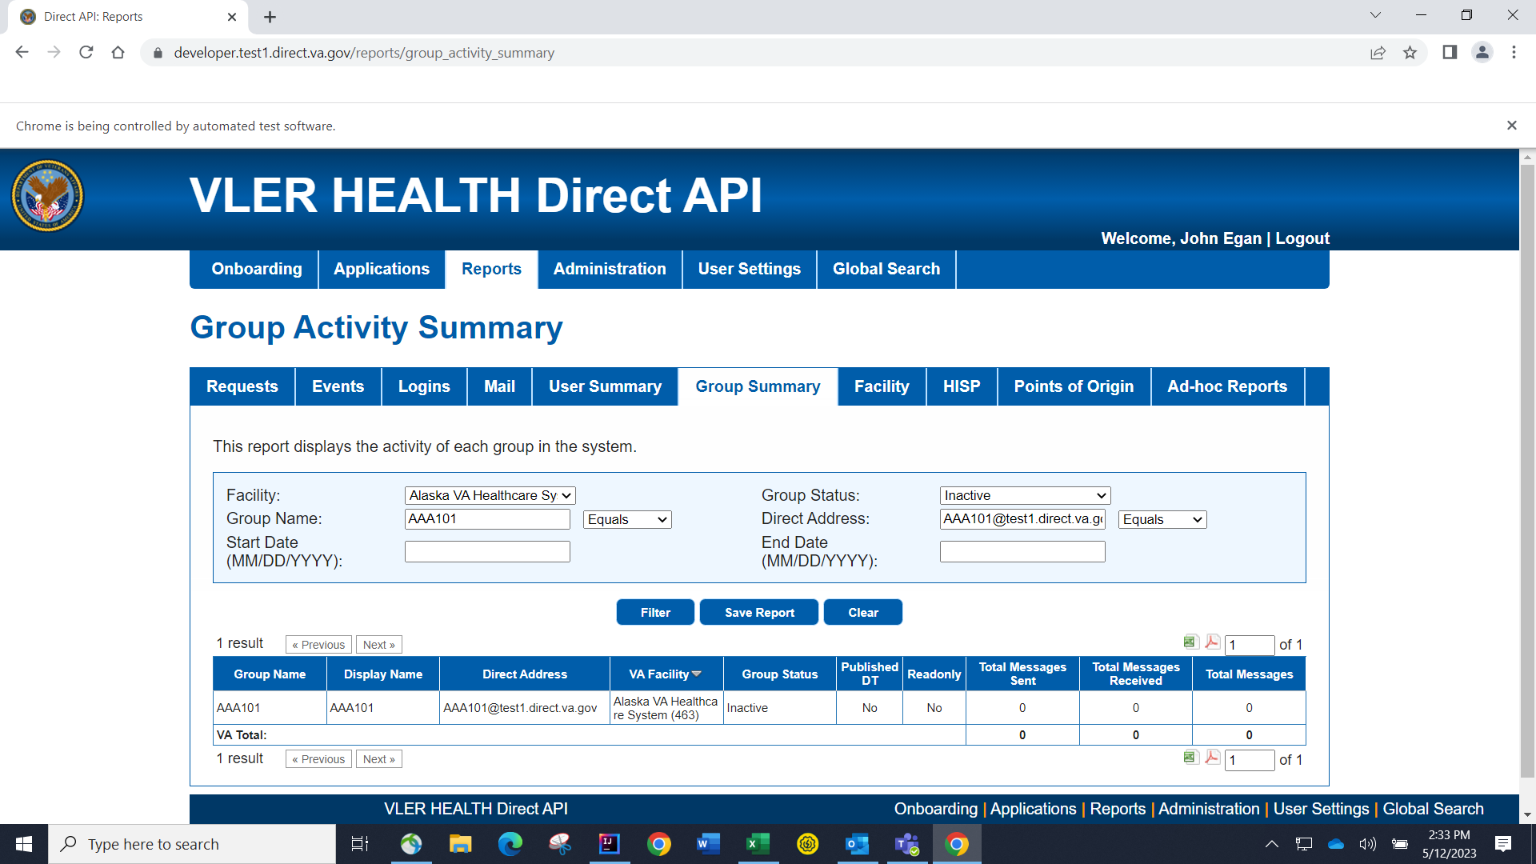 Direct API: Reports
developer.test1.direct.va.gov/reports/group_activity_summary
Chrome is being controlled by automated test software.
VLER HEALTH Direct API
Welcome, John Egan | Logout
Onboarding Applications Reports Administration User Settings Global Search
Group Activity Summary
Requests Events Logins Mail User Summary Group Summary Facility HISP Points of Origin Ad-hoc Reports
This report displays the activity of each group in the system.
Facility: Alaska VA Healthcare Sy Group Status: Inactive
Group Name: AAA101 Equals Direct Address: AAA101@test1.direct.va.go Equals
Start Date End Date
(MM/DD/YYYY): (MM/DD/YYYY):
Filter Save Report Clear
1 result « Previous Next » 1 of 1
Group Name Display Name Direct Address VA Facility Group Status Published DT Readonly Total Messages Sent Total Messages Received Total Messages
AAA101 AAA101 AAA101@test1.direct.va.gov Alaska VA Healthca
re System (463) Inactive No No 0 0 0
VA Total: 0 0 0
1 result « Previous Next » 1 of 1
VLER HEALTH Direct API Onboarding | Applications | Reports | Administration | User Settings | Global Search
Type here to search
2:33 PM
5/12/2023